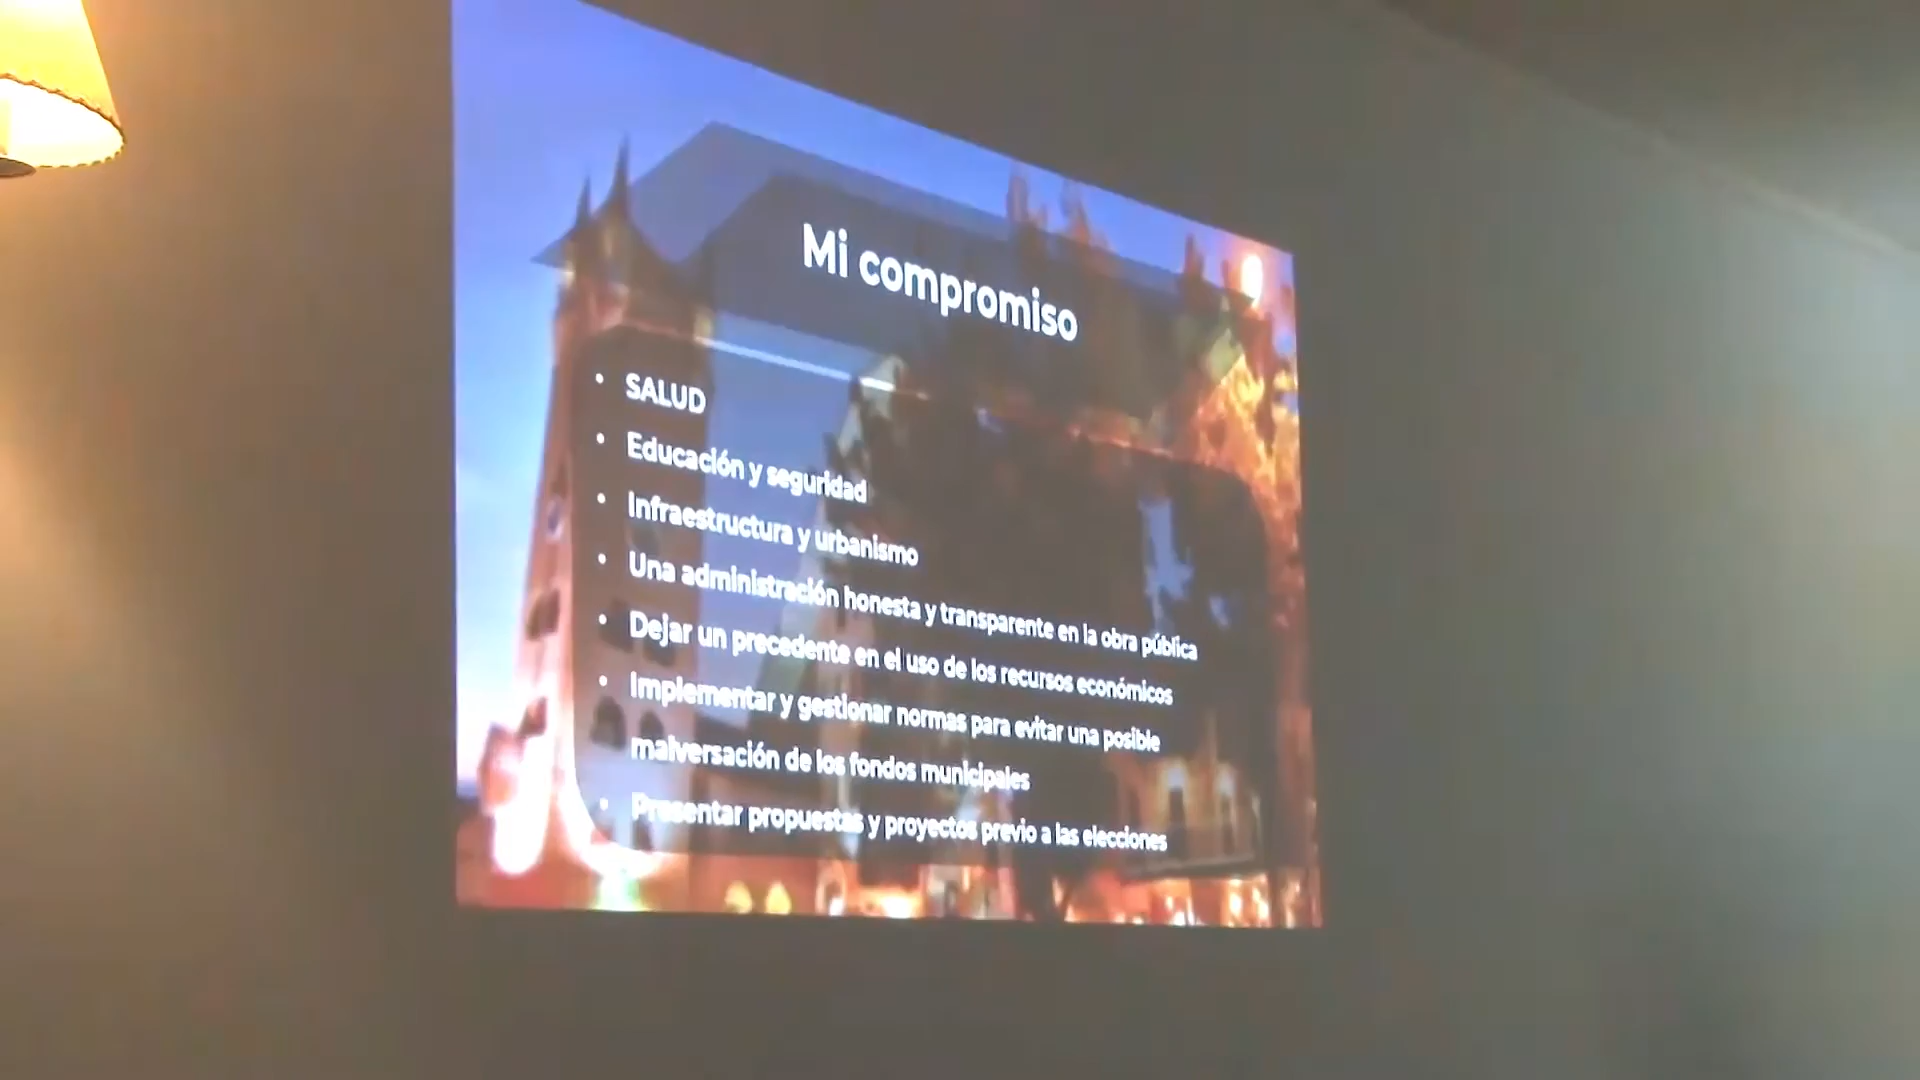 Mi compromiso
• SALUD
• Educación y seguridad
• Infraestructura y urbanismo
• Una administración honesta y transparente en la obra pública
• Dejar un precedente en el uso de los recursos económicos
• Implementar y gestionar normas para evitar una posible
malversación de los fondos municipales
• Presentar propuestas y proyectos previo a las elecciones